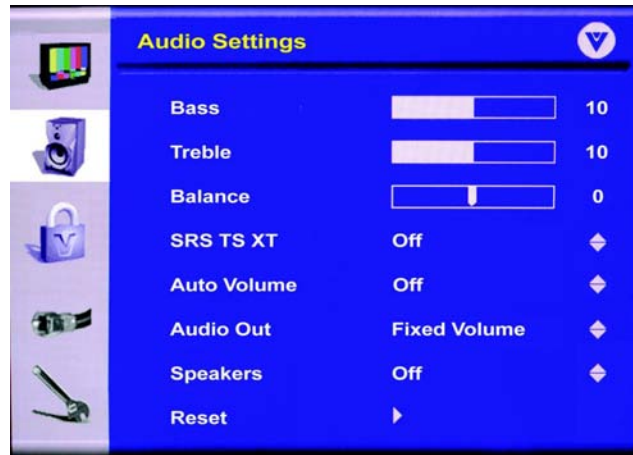 Audio Settings
Bass 10
Treble 10
Balance 0
SRS TS XT Off
Auto Volume Off
Audio Out Fixed Volume
Speakers Off
Reset